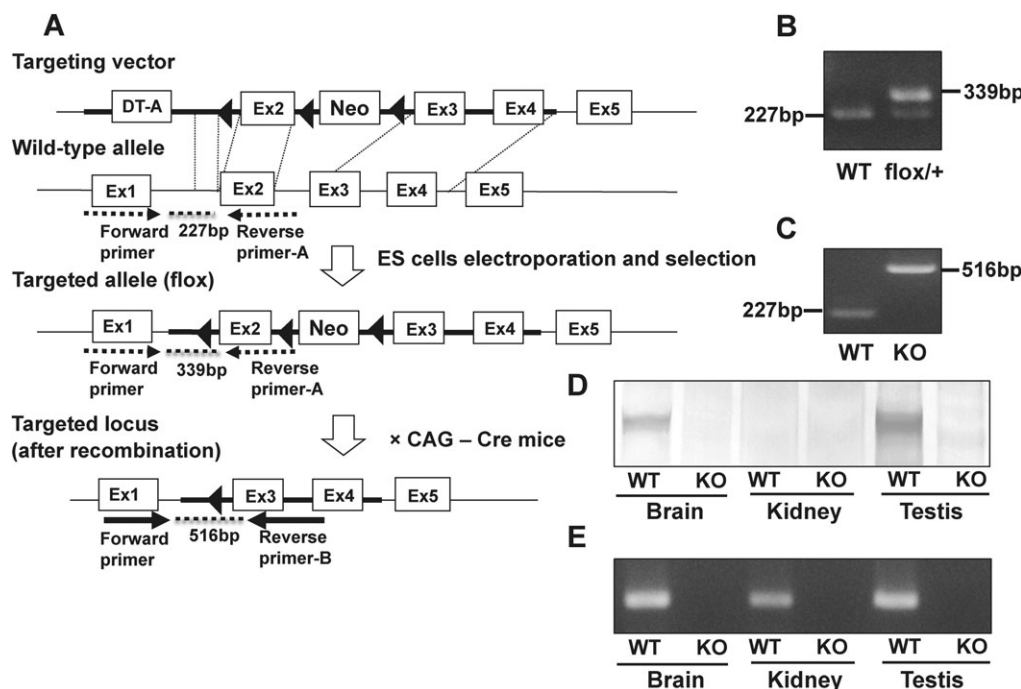 A
Targeting vector
DT-A Ex2 Neo Ex3 Ex4 Ex5
Wild-type allele
Ex1 Ex2 Ex3 Ex4 Ex5
Forward primer 227bp Reverse primer-A
ES cells electroporation and selection
Targeted allele (flox)
Ex1 Ex2 Neo Ex3 Ex4 Ex5
Forward primer 339bp Reverse primer-A
Targeted locus
(after recombination)
× CAG – Cre mice
Ex1 Ex3 Ex4 Ex5
Forward primer 516bp Reverse primer-B
B
339bp
227bp
WT flox/+
C
516bp
227bp
WT KO
D
WT KO WT KO WT KO
Brain Kidney Testis
E
WT KO WT KO WT KO
Brain Kidney Testis